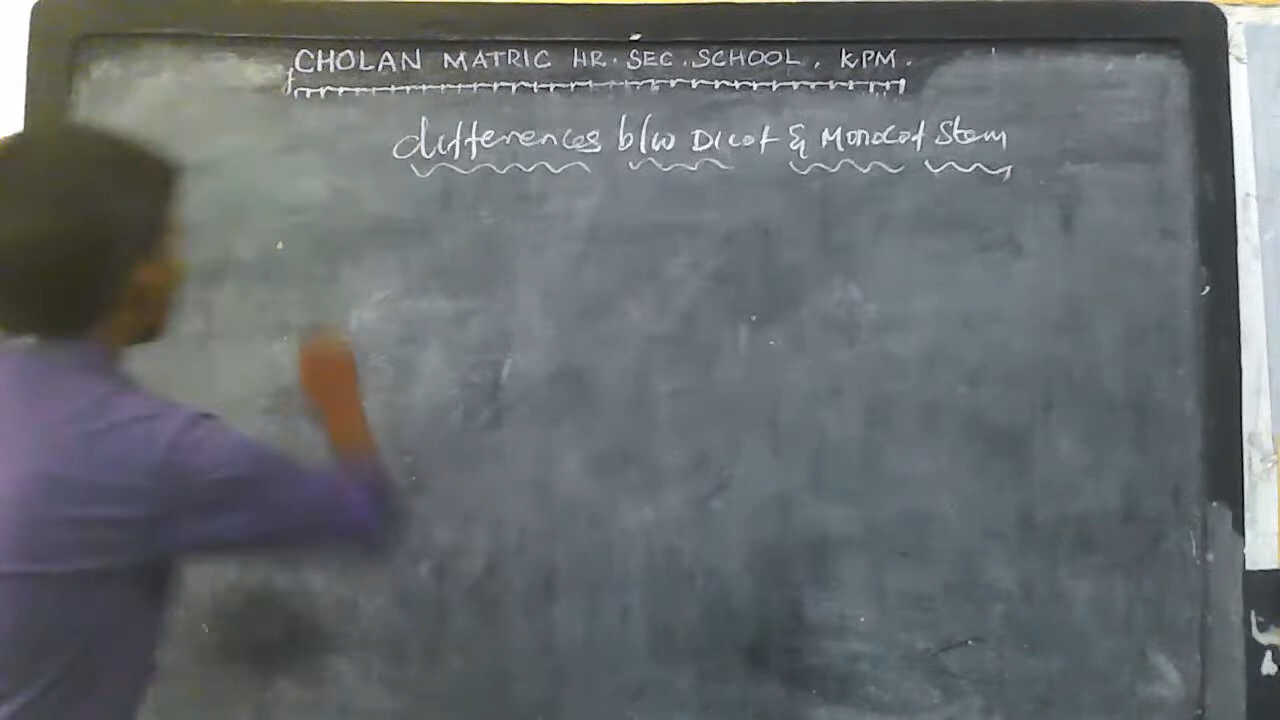 CHOLAN MATRIC HR. SEC. SCHOOL, KPM.
differences b/w Dicot & Monocot Stem